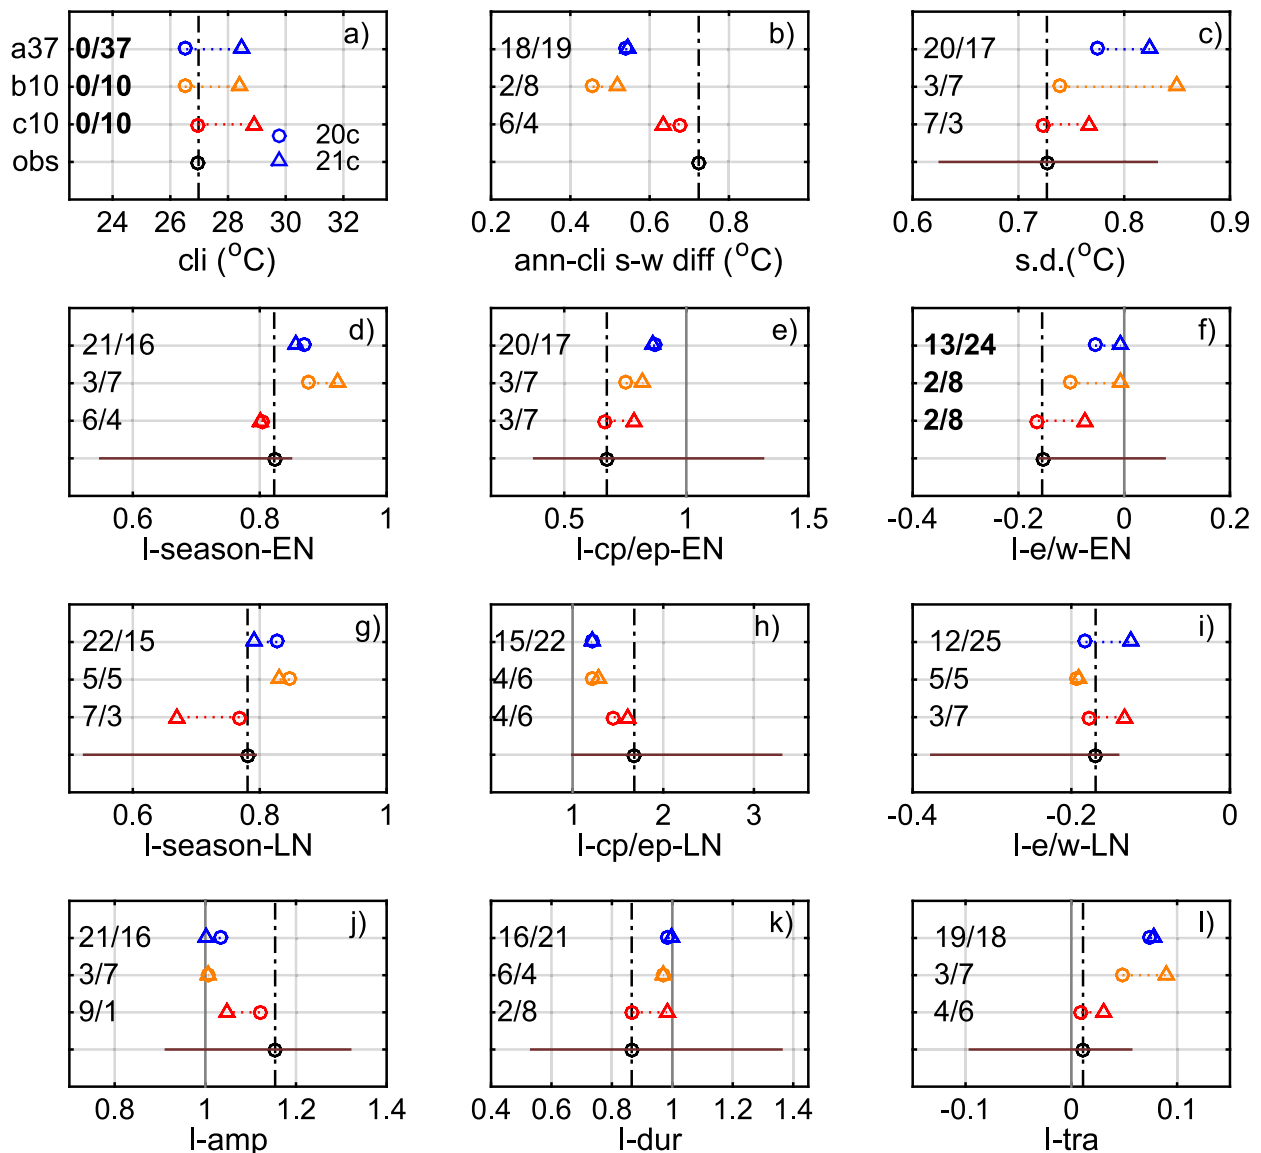 a)
a37 0/37
b10 0/10
c10 0/10
obs
20c
21c
24 26 28 30 32
cli (°C)
b)
18/19
2/8
6/4
0.2 0.4 0.6 0.8
ann-cli s-w diff (°C)
c)
20/17
3/7
7/3
0.6 0.7 0.8 0.9
s.d.(°C)
d)
21/16
3/7
6/4
0.6 0.8 1
I-season-EN
e)
20/17
3/7
3/7
0.5 1 1.5
I-cp/ep-EN
f)
13/24
2/8
2/8
-0.4 -0.2 0 0.2
I-e/w-EN
g)
22/15
5/5
7/3
0.6 0.8 1
I-season-LN
h)
15/22
4/6
4/6
1 2 3
I-cp/ep-LN
i)
12/25
5/5
3/7
-0.4 -0.2 0
I-e/w-LN
j)
21/16
3/7
9/1
0.8 1 1.2 1.4
I-amp
k)
16/21
6/4
2/8
0.4 0.6 0.8 1 1.2 1.4
I-dur
l)
19/18
3/7
4/6
-0.1 0 0.1
I-tra